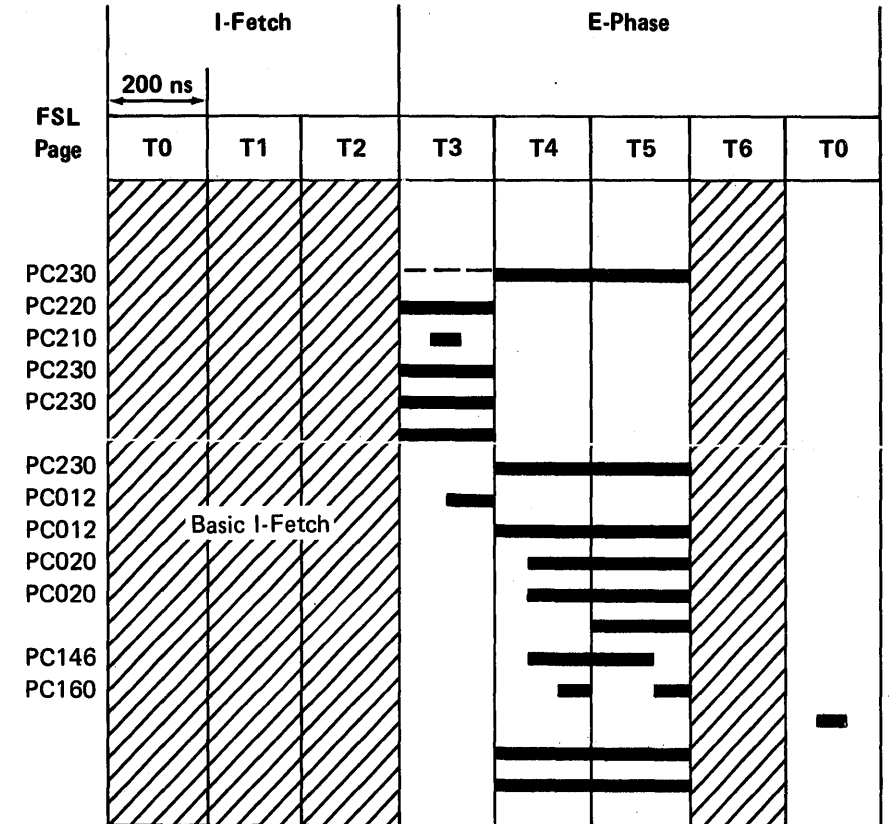 I-Fetch E-Phase
200 ns
FSL
Page T0 T1 T2 T3 T4 T5 T6 T0
PC230
PC220
PC210
PC230
PC230
PC230
PC012
Basic I-Fetch
PC012
PC020
PC020
PC146
PC160